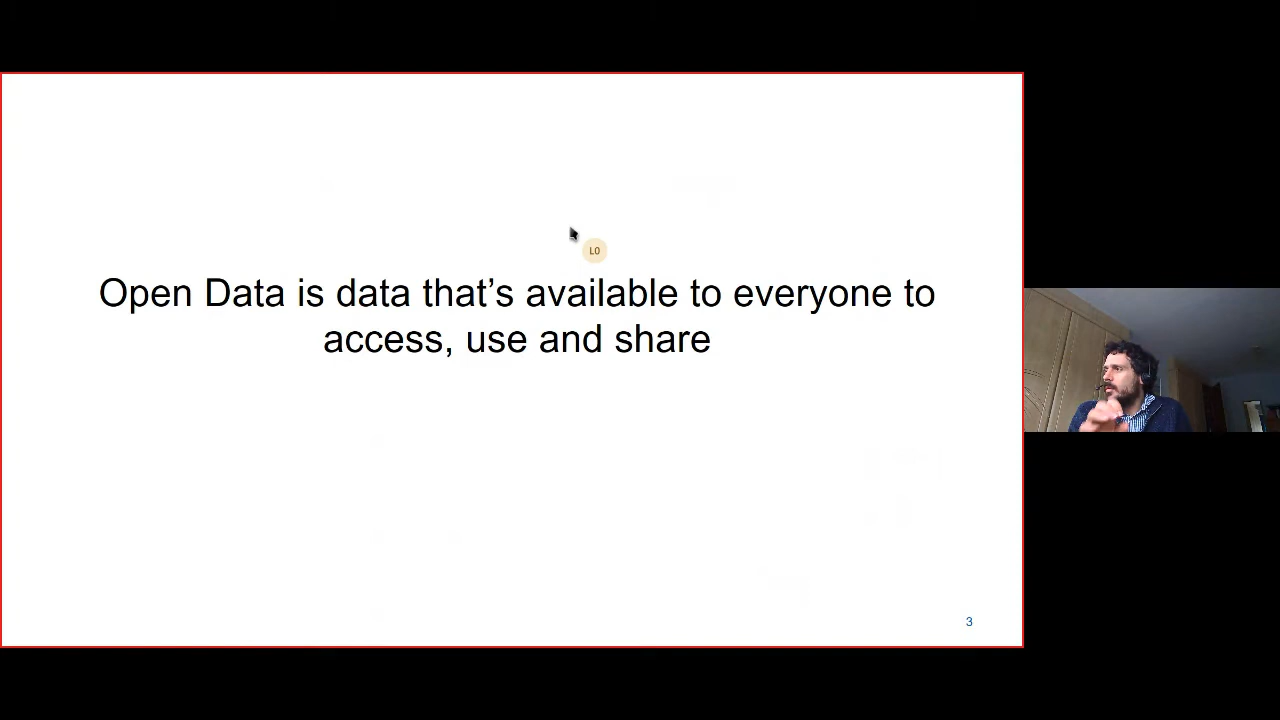 LO
Open Data is data that’s available to everyone to
access, use and share
3